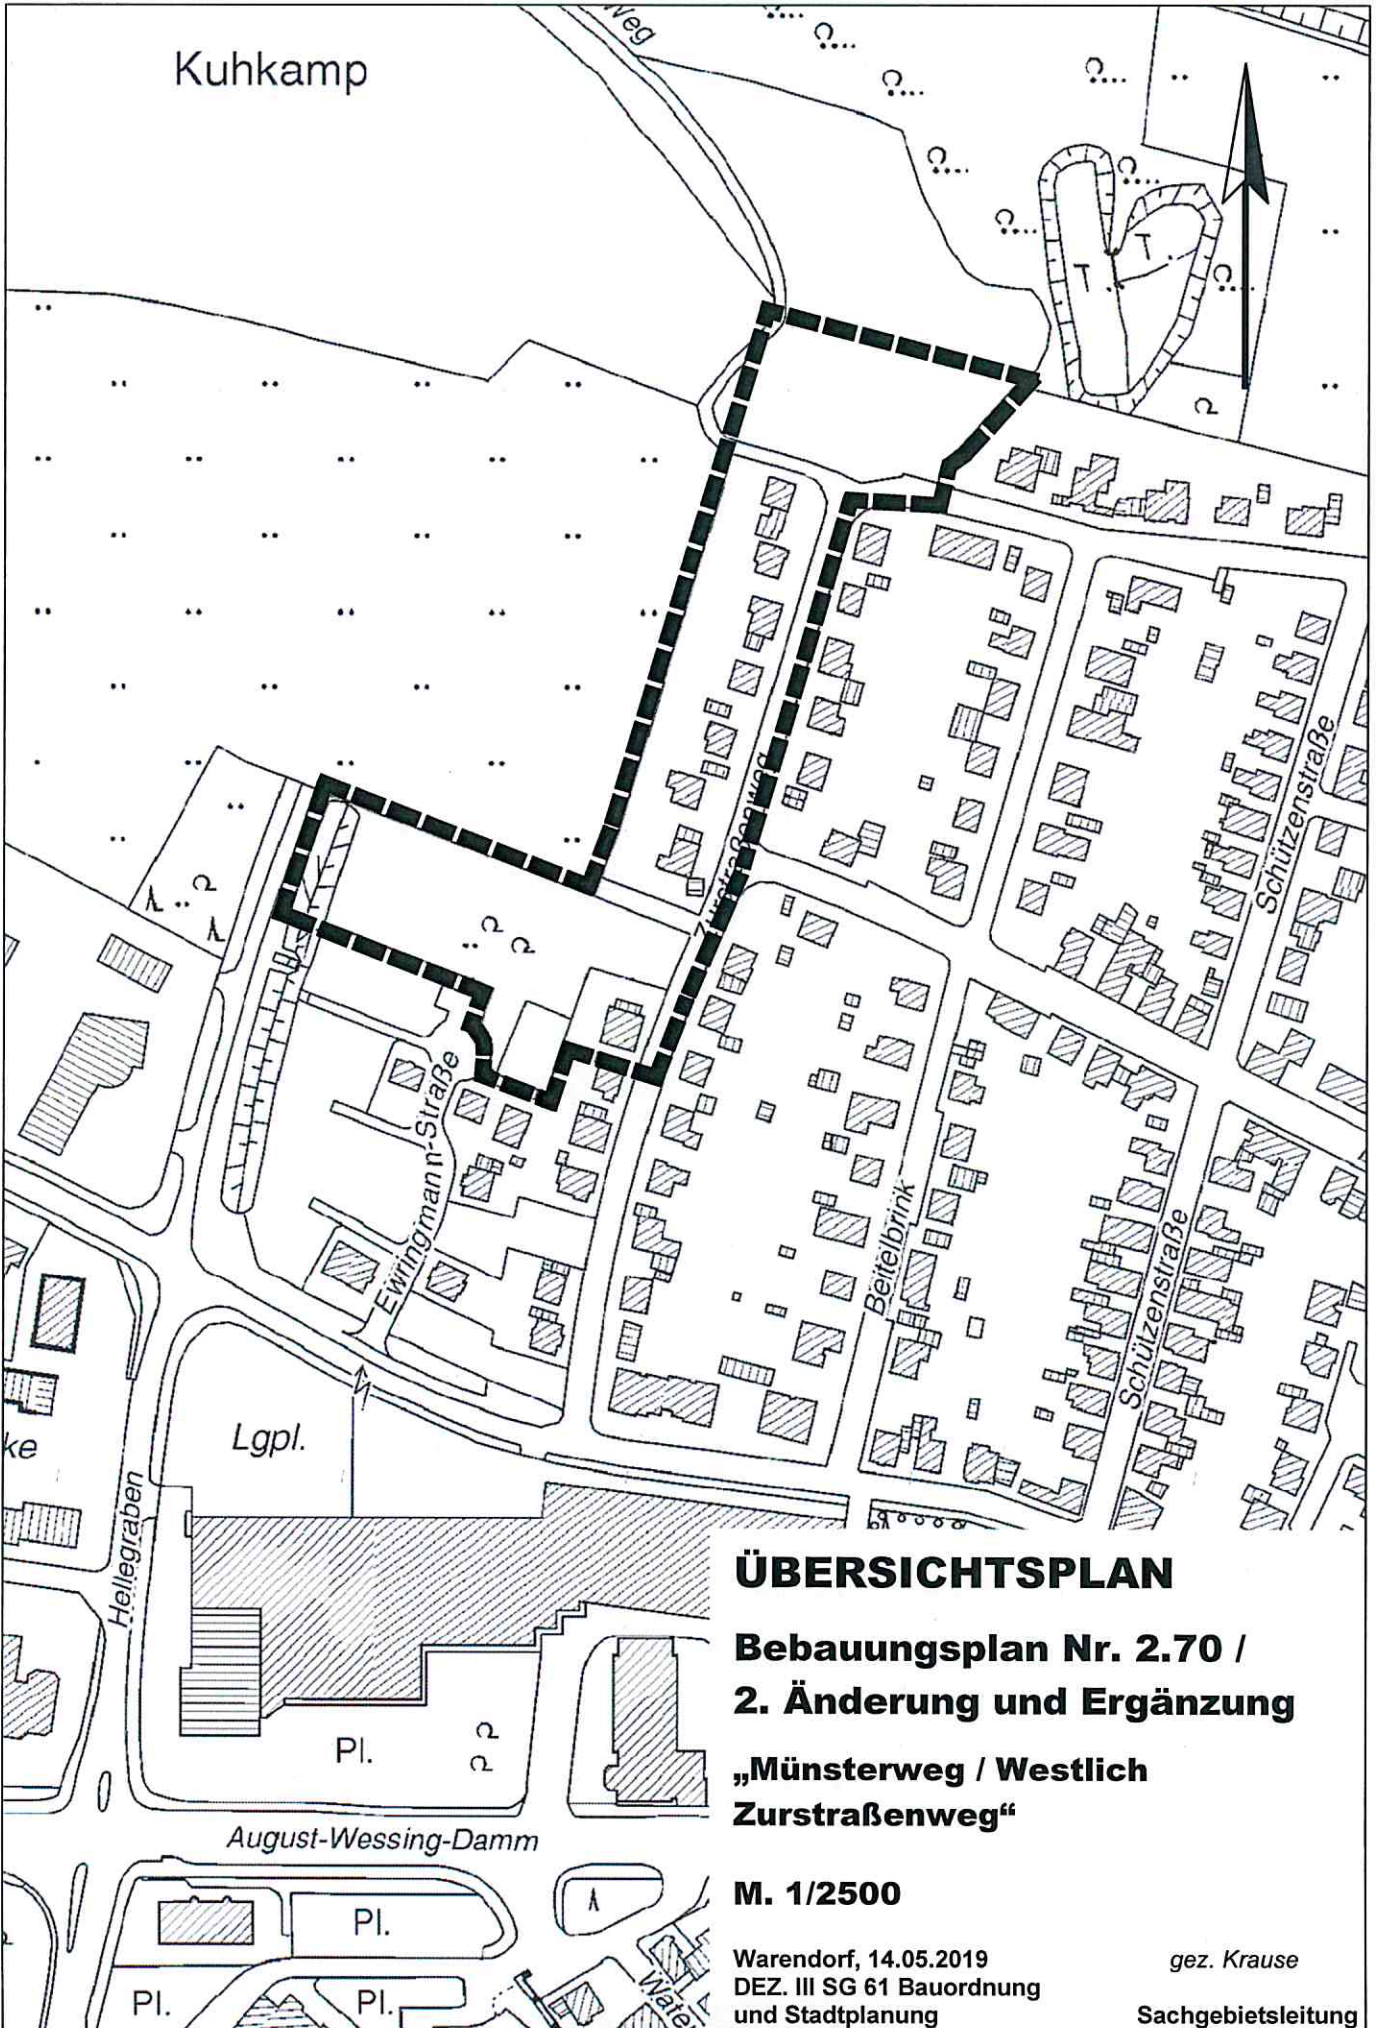 Weg
Kuhkamp
T.
T.
Schützenstraße
Zurstraßenweg
Ewringmann-Straße
Beitelbrink
Schützenstraße
Lgpl.
ke
Hellegraben
Pl.
August-Wessing-Damm
Pl.
Pl.
Pl.
Wate
ÜBERSICHTSPLAN
Bebauungsplan Nr. 2.70 /
2. Änderung und Ergänzung
„Münsterweg / Westlich
Zurstraßenweg“
M. 1/2500
Warendorf, 14.05.2019
gez. Krause
DEZ. III SG 61 Bauordnung
und Stadtplanung
Sachgebietsleitung